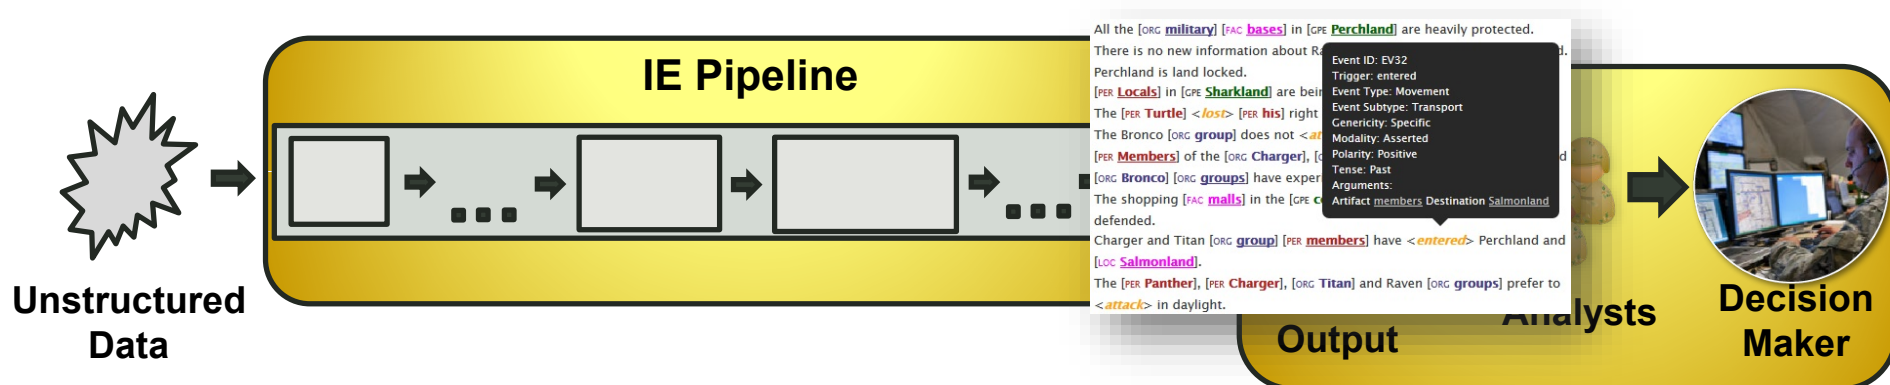 IE Pipeline
Unstructured
Data
All the [ORG military] [FAC bases] in [GPE Perchland] are heavily protected.
There is no new information about
Perchland is land locked.
[PER Locals] in [GPE Sharkland] are
The [PER Turtle] <lost> [PER his] right
The Bronco [ORG group] does not <
[PER Members] of the [ORG Charger],
[ORG Bronco] [ORG groups] have
The shopping [FAC malls] in the [GPE
defended.
Charger and Titan [ORG group] [PER members] have <entered> Perchland and
[LOC Salmonland].
The [PER Panther], [PER Charger], [ORG Titan] and Raven [ORG groups] prefer to
<attack> in daylight.
Event ID: EV32
Trigger: entered
Event Type: Movement
Event Subtype: Transport
Genericity: Specific
Modality: Asserted
Polarity: Positive
Tense: Past
Arguments:
Artifact members Destination Salmonland
Output
Analysts
Decision
Maker